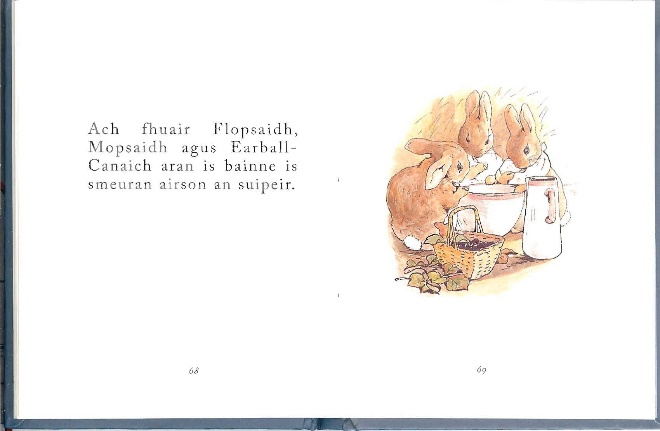 Ach fhuair Flopsaidh,
Mopsaidh agus Earball-
Canaich aran is bainne is
smeuran airson an suipeir.
68
69